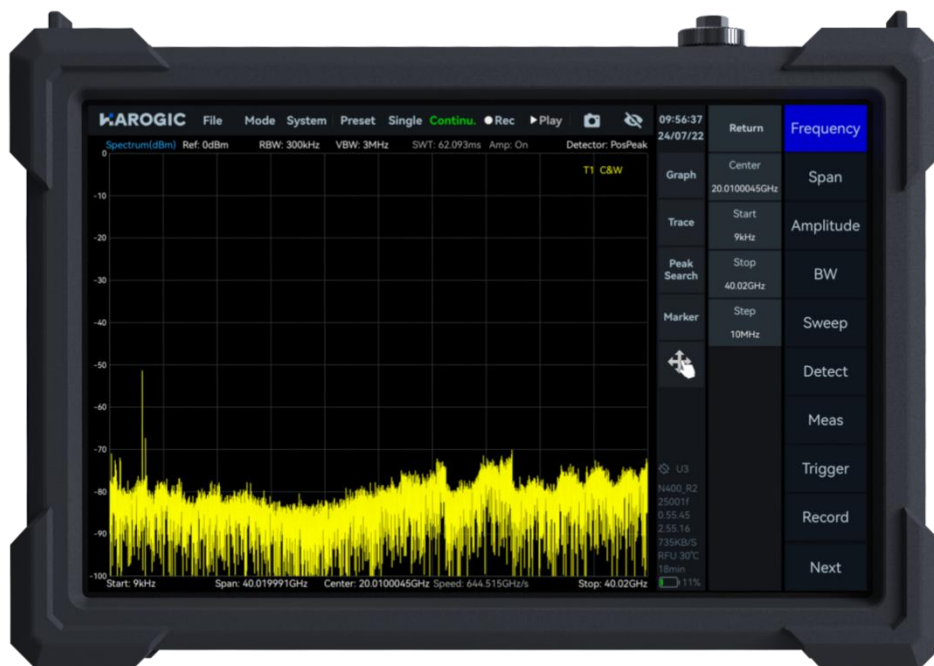 HAROGIC File Mode System Preset Single Continu. Rec Play
Spectrum(dBm) Ref: 0dBm RBW: 300kHz VBW: 3MHz SWT: 62.093ms Amp: On Detector: PosPeak
T1 C&W
0
-10
-20
-30
-40
-50
-60
-70
-80
-90
-100
Start: 9kHz Span: 40.019991GHz Center: 20.0100045GHz Speed: 644.515GHz/s Stop: 40.02GHz
09:56:37
24/07/22
Graph
Trace
Peak
Search
Marker
U3
N400_R2
25001f
0.55.45
2.55.16
735KB/S
RFU 30℃
18min
11%
Return
Center
20.0100045GHz
Start
9kHz
Stop
40.02GHz
Step
10MHz
Frequency
Span
Amplitude
BW
Sweep
Detect
Meas
Trigger
Record
Next